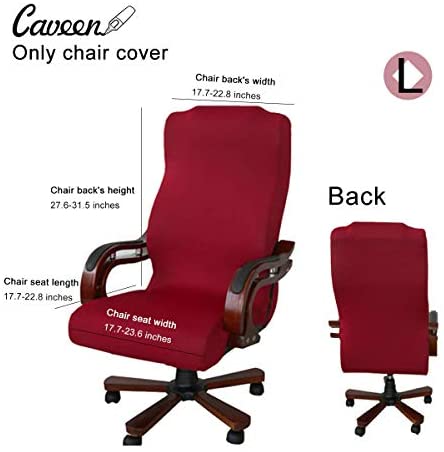 Caveen
Only chair cover
L
Chair back's width
17.7-22.8 inches
Chair back's height
27.6-31.5 inches
Back
Chair seat length
17.7-22.8 inches
Chair seat width
17.7-23.6 inches